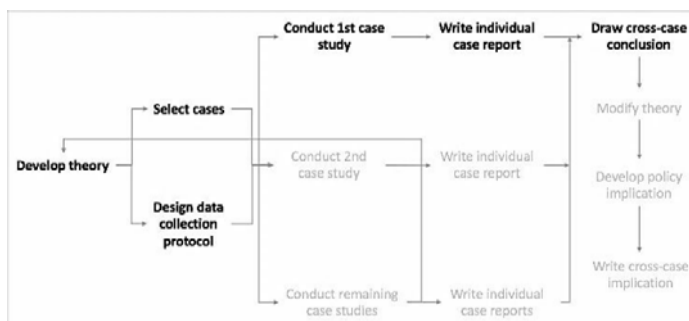 Conduct 1st case
study
Write individual
case report
Draw cross-case
conclusion
Select cases
Modify theory
Develop theory
Conduct 2nd
case study
Write individual
case report
Develop policy
implication
Design data
collection
protocol
Write cross-case
implication
Conduct remaining
case studies
Write individual
case reports